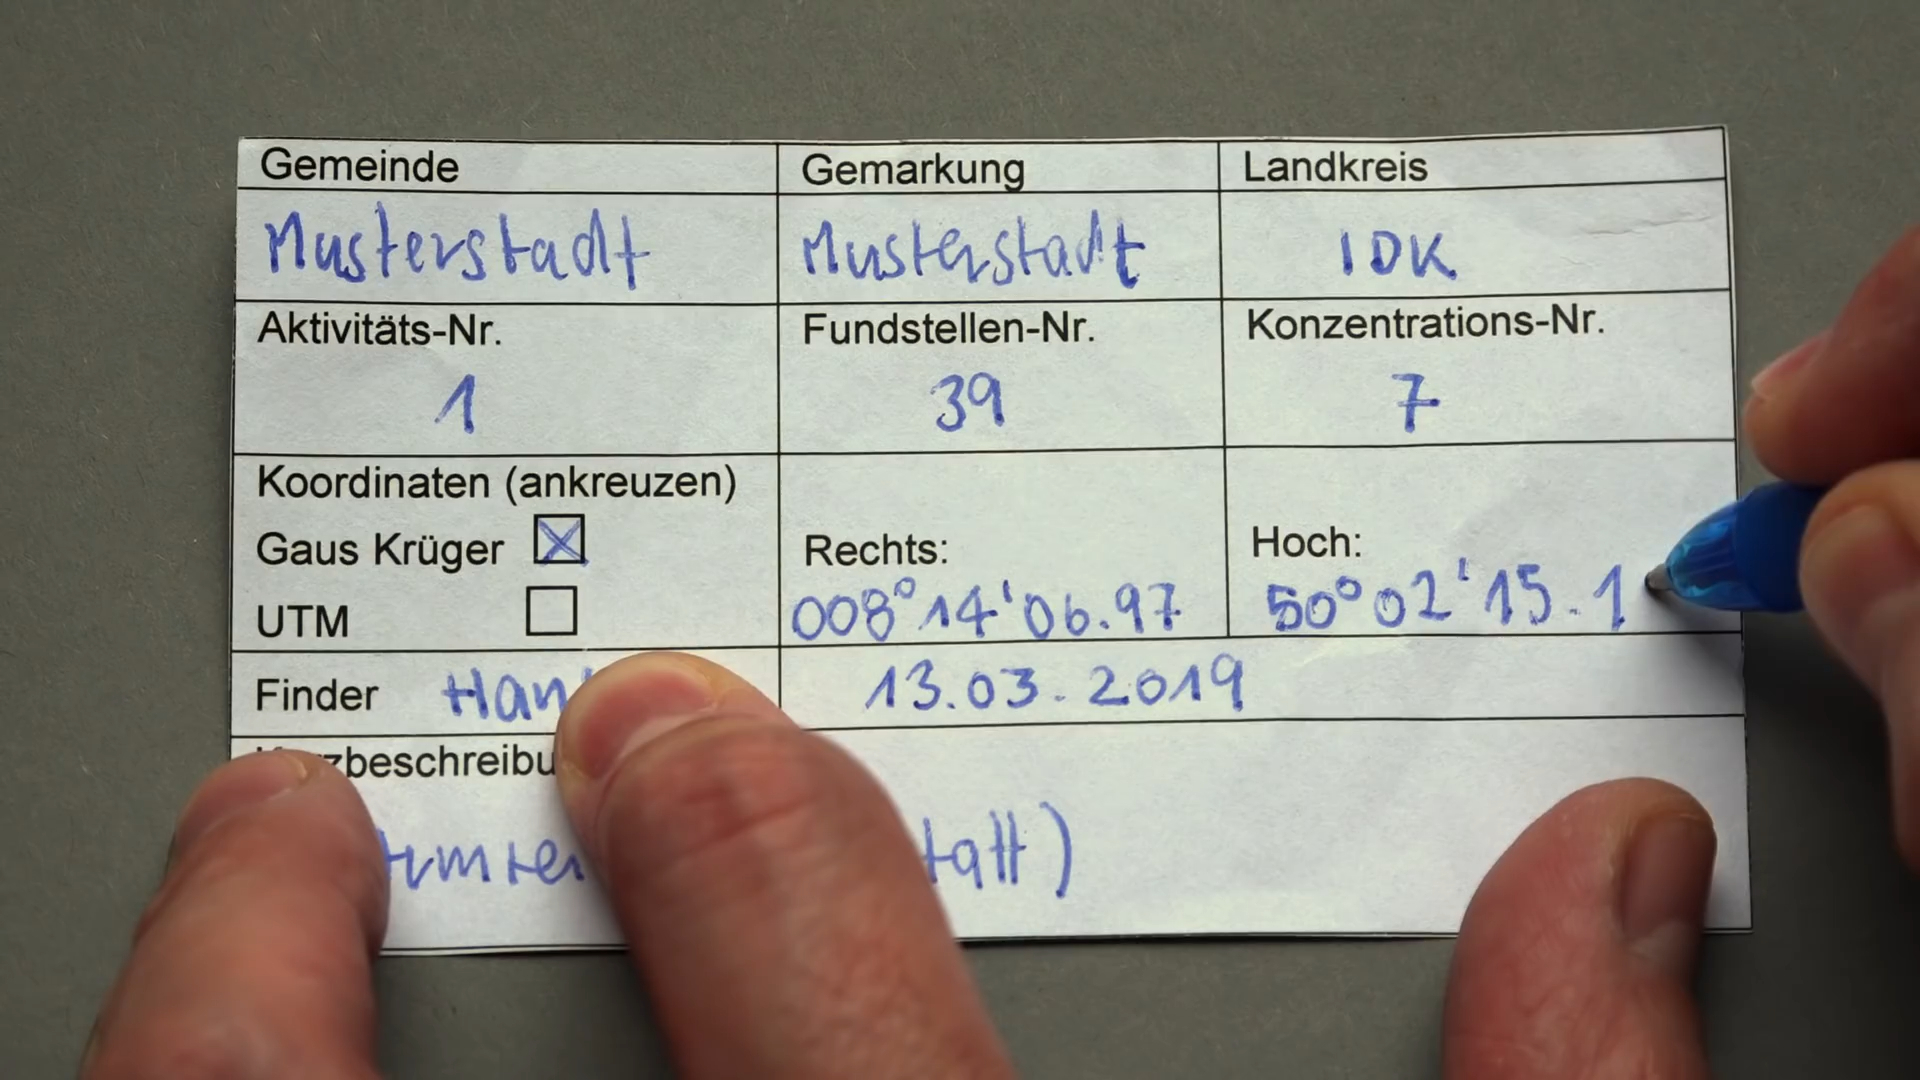 Gemeinde Gemarkung Landkreis
Musterstadt Musterstadt IDK
Aktivitäts-Nr. Fundstellen-Nr. Konzentrations-Nr.
1 39 7
Koordinaten (ankreuzen)
Gaus Krüger Rechts: Hoch:
UTM 008°14'06.97 50°02'15.1
Finder 13.03.2019